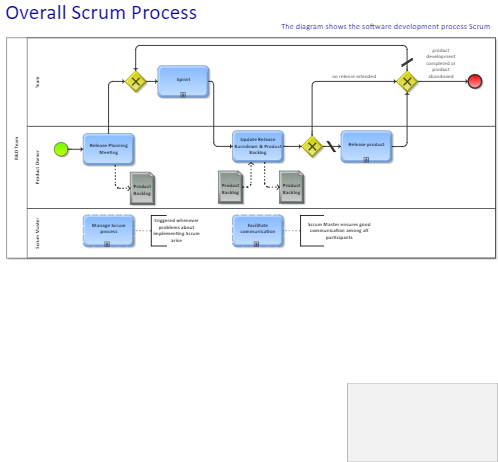 Overall Scrum Process
The diagram shows the software development process Scrum
R&D Team
Team
Sprint
no release extended
product
development
completed or
product
abandoned
Product Owner
Release Planning
Meeting
Product
Backlog
Update Release
Burndown & Product
Backlog
Product
Backlog
Product
Backlog
Release product
Scrum Master
Manage Scrum
process
triggered whenever
problems about
implementing Scrum
arise
Facilitate
communication
Scrum Master ensures good
communication among all
participants